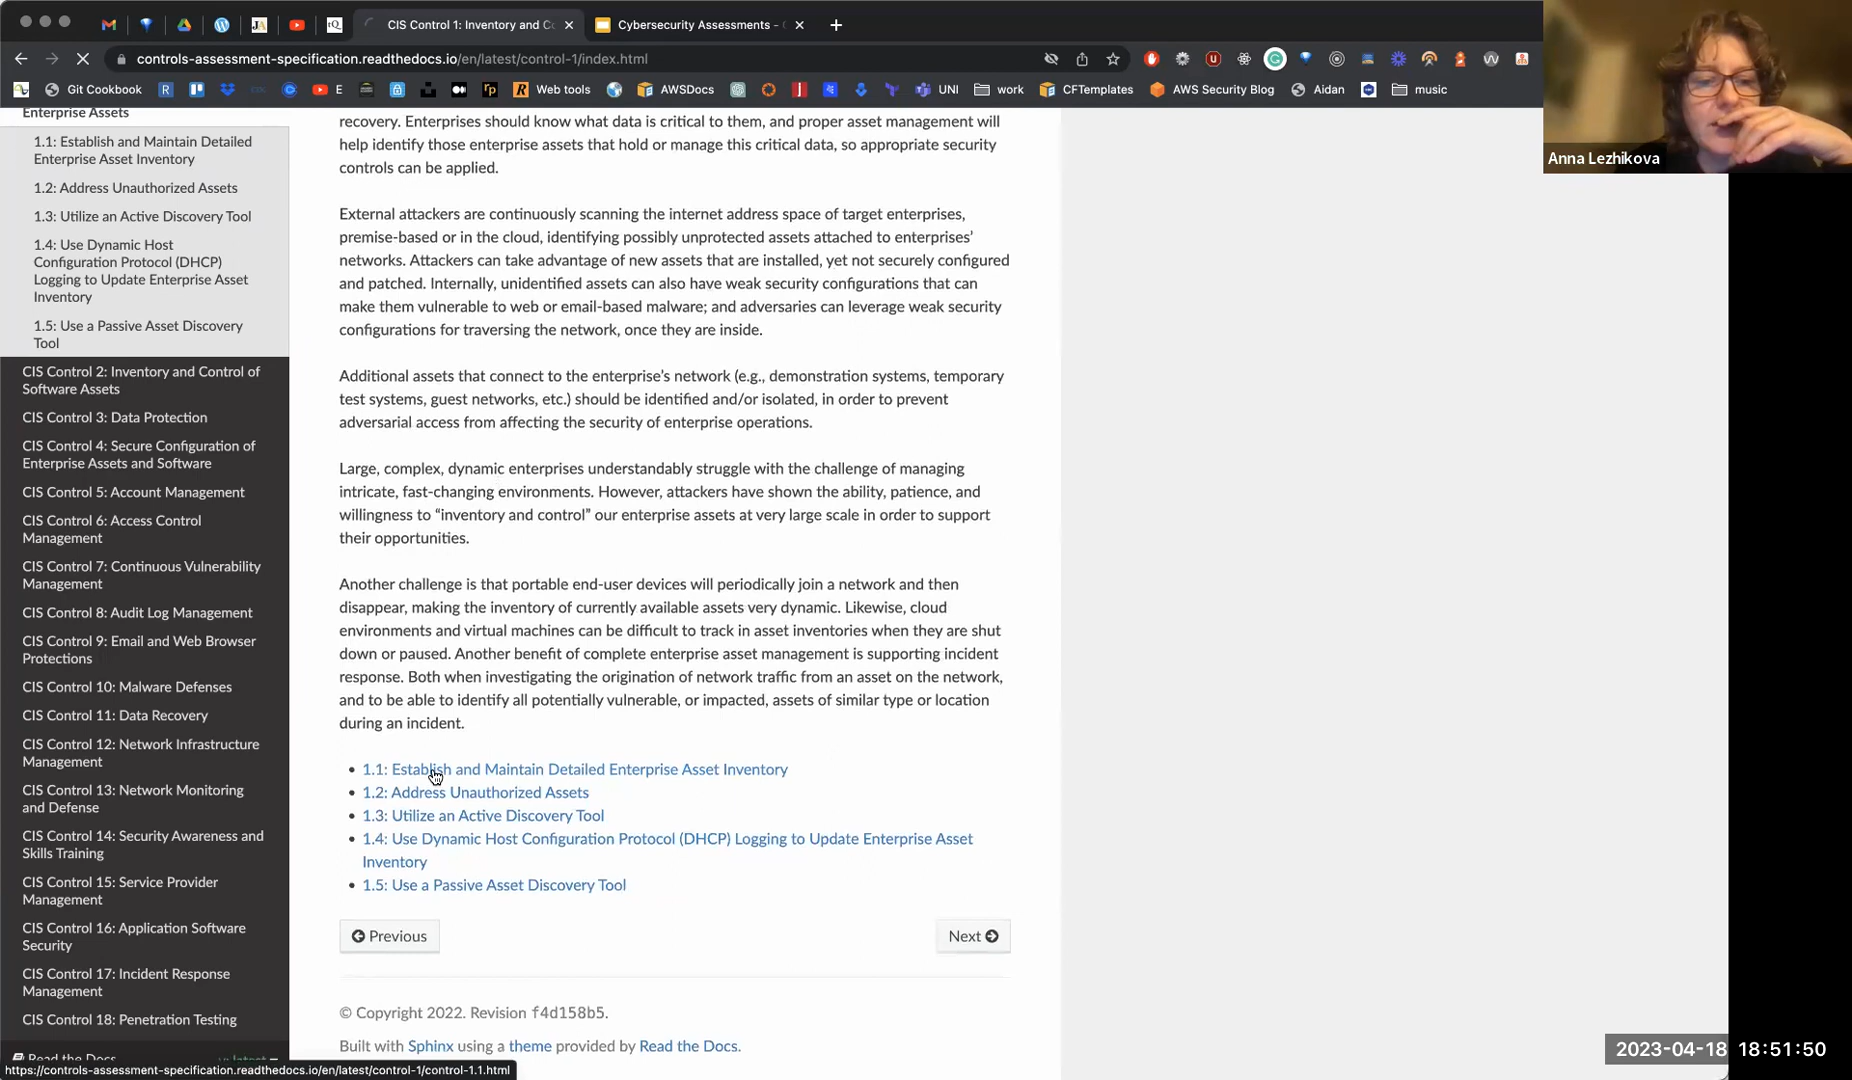 CIS Control 1: Inventory and Co
Cybersecurity Assessments -
controls-assessment-specification.readthedocs.io/en/latest/control-1/index.html
Git Cookbook
E
Web tools
AWSDocs
UNI
work
CFTemplates
AWS Security Blog
Aidan
music
Anna Lezhikova
Enterprise Assets
1.1: Establish and Maintain Detailed
Enterprise Asset Inventory
1.2: Address Unauthorized Assets
1.3: Utilize an Active Discovery Tool
1.4: Use Dynamic Host
Configuration Protocol (DHCP)
Logging to Update Enterprise Asset
Inventory
1.5: Use a Passive Asset Discovery
Tool
CIS Control 2: Inventory and Control of
Software Assets
CIS Control 3: Data Protection
CIS Control 4: Secure Configuration of
Enterprise Assets and Software
CIS Control 5: Account Management
CIS Control 6: Access Control
Management
CIS Control 7: Continuous Vulnerability
Management
CIS Control 8: Audit Log Management
CIS Control 9: Email and Web Browser
Protections
CIS Control 10: Malware Defenses
CIS Control 11: Data Recovery
CIS Control 12: Network Infrastructure
Management
CIS Control 13: Network Monitoring
and Defense
CIS Control 14: Security Awareness and
Skills Training
CIS Control 15: Service Provider
Management
CIS Control 16: Application Software
Security
CIS Control 17: Incident Response
Management
CIS Control 18: Penetration Testing
Read the Docs
v: latest
recovery. Enterprises should know what data is critical to them, and proper asset management will
help identify those enterprise assets that hold or manage this critical data, so appropriate security
controls can be applied.
External attackers are continuously scanning the internet address space of target enterprises,
premise-based or in the cloud, identifying possibly unprotected assets attached to enterprises’
networks. Attackers can take advantage of new assets that are installed, yet not securely configured
and patched. Internally, unidentified assets can also have weak security configurations that can
make them vulnerable to web or email-based malware; and adversaries can leverage weak security
configurations for traversing the network, once they are inside.
Additional assets that connect to the enterprise’s network (e.g., demonstration systems, temporary
test systems, guest networks, etc.) should be identified and/or isolated, in order to prevent
adversarial access from affecting the security of enterprise operations.
Large, complex, dynamic enterprises understandably struggle with the challenge of managing
intricate, fast-changing environments. However, attackers have shown the ability, patience, and
willingness to “inventory and control” our enterprise assets at very large scale in order to support
their opportunities.
Another challenge is that portable end-user devices will periodically join a network and then
disappear, making the inventory of currently available assets very dynamic. Likewise, cloud
environments and virtual machines can be difficult to track in asset inventories when they are shut
down or paused. Another benefit of complete enterprise asset management is supporting incident
response. Both when investigating the origination of network traffic from an asset on the network,
and to be able to identify all potentially vulnerable, or impacted, assets of similar type or location
during an incident.
• 1.1: Establish and Maintain Detailed Enterprise Asset Inventory
• 1.2: Address Unauthorized Assets
• 1.3: Utilize an Active Discovery Tool
• 1.4: Use Dynamic Host Configuration Protocol (DHCP) Logging to Update Enterprise Asset
Inventory
• 1.5: Use a Passive Asset Discovery Tool
Previous
Next
© Copyright 2022. Revision f4d158b5.
Built with Sphinx using a theme provided by Read the Docs.
https://controls-assessment-specification.readthedocs.io/en/latest/control-1/control-1.1.html
2023-04-18 18:51:50